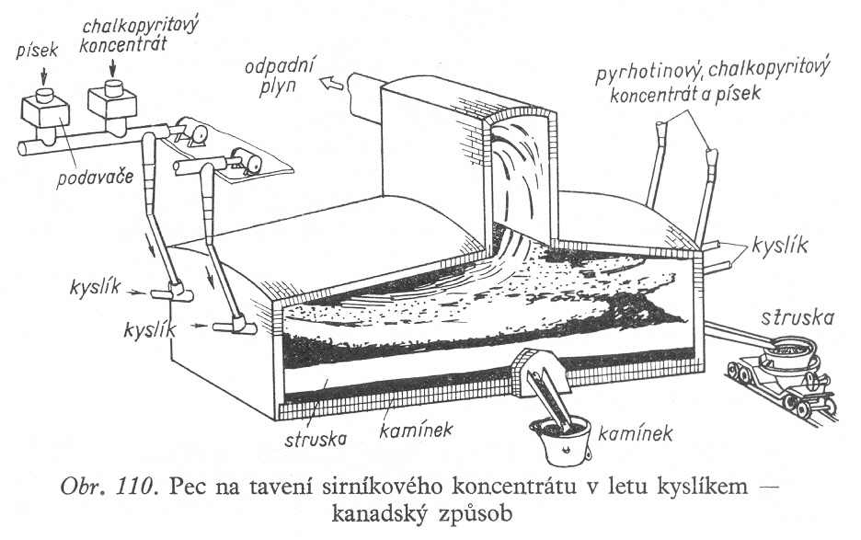 chalkopyritový
koncentrát
písek
odpadní
plyn
pyrhotinový, chalkopyritový
koncentrát a písek
podavače
kyslík
kyslík
kyslík
struska
struska
kamínek
kamínek
Obr. 110. Pec na tavení sirníkového koncentrátu v letu kyslíkem —
kanadský způsob